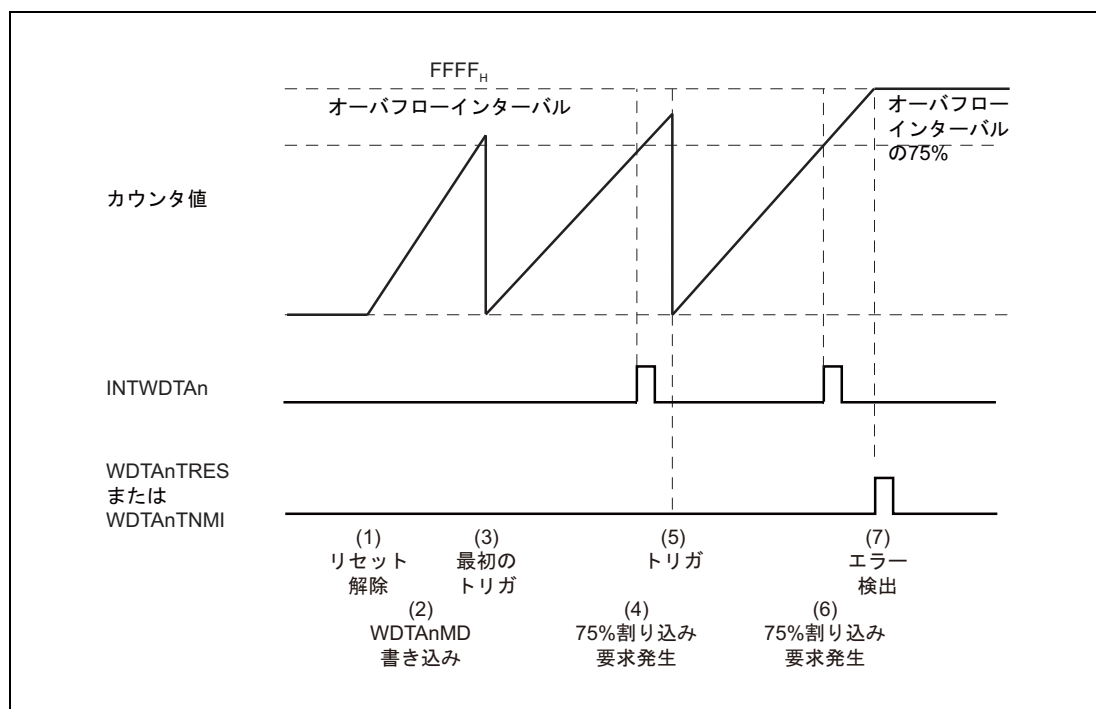 FFFFH
オーバフローインターバル
オーバフロー
インターバル
の75%
カウンタ値
INTWDTAn
WDTAnTRES
または
WDTAnTNMI
(1)
リセット
解除
(2)
WDTAnMD
書き込み
(3)
最初の
トリガ
(4)
75%割り込み
要求発生
(5)
トリガ
(6)
75%割り込み
要求発生
(7)
エラー
検出